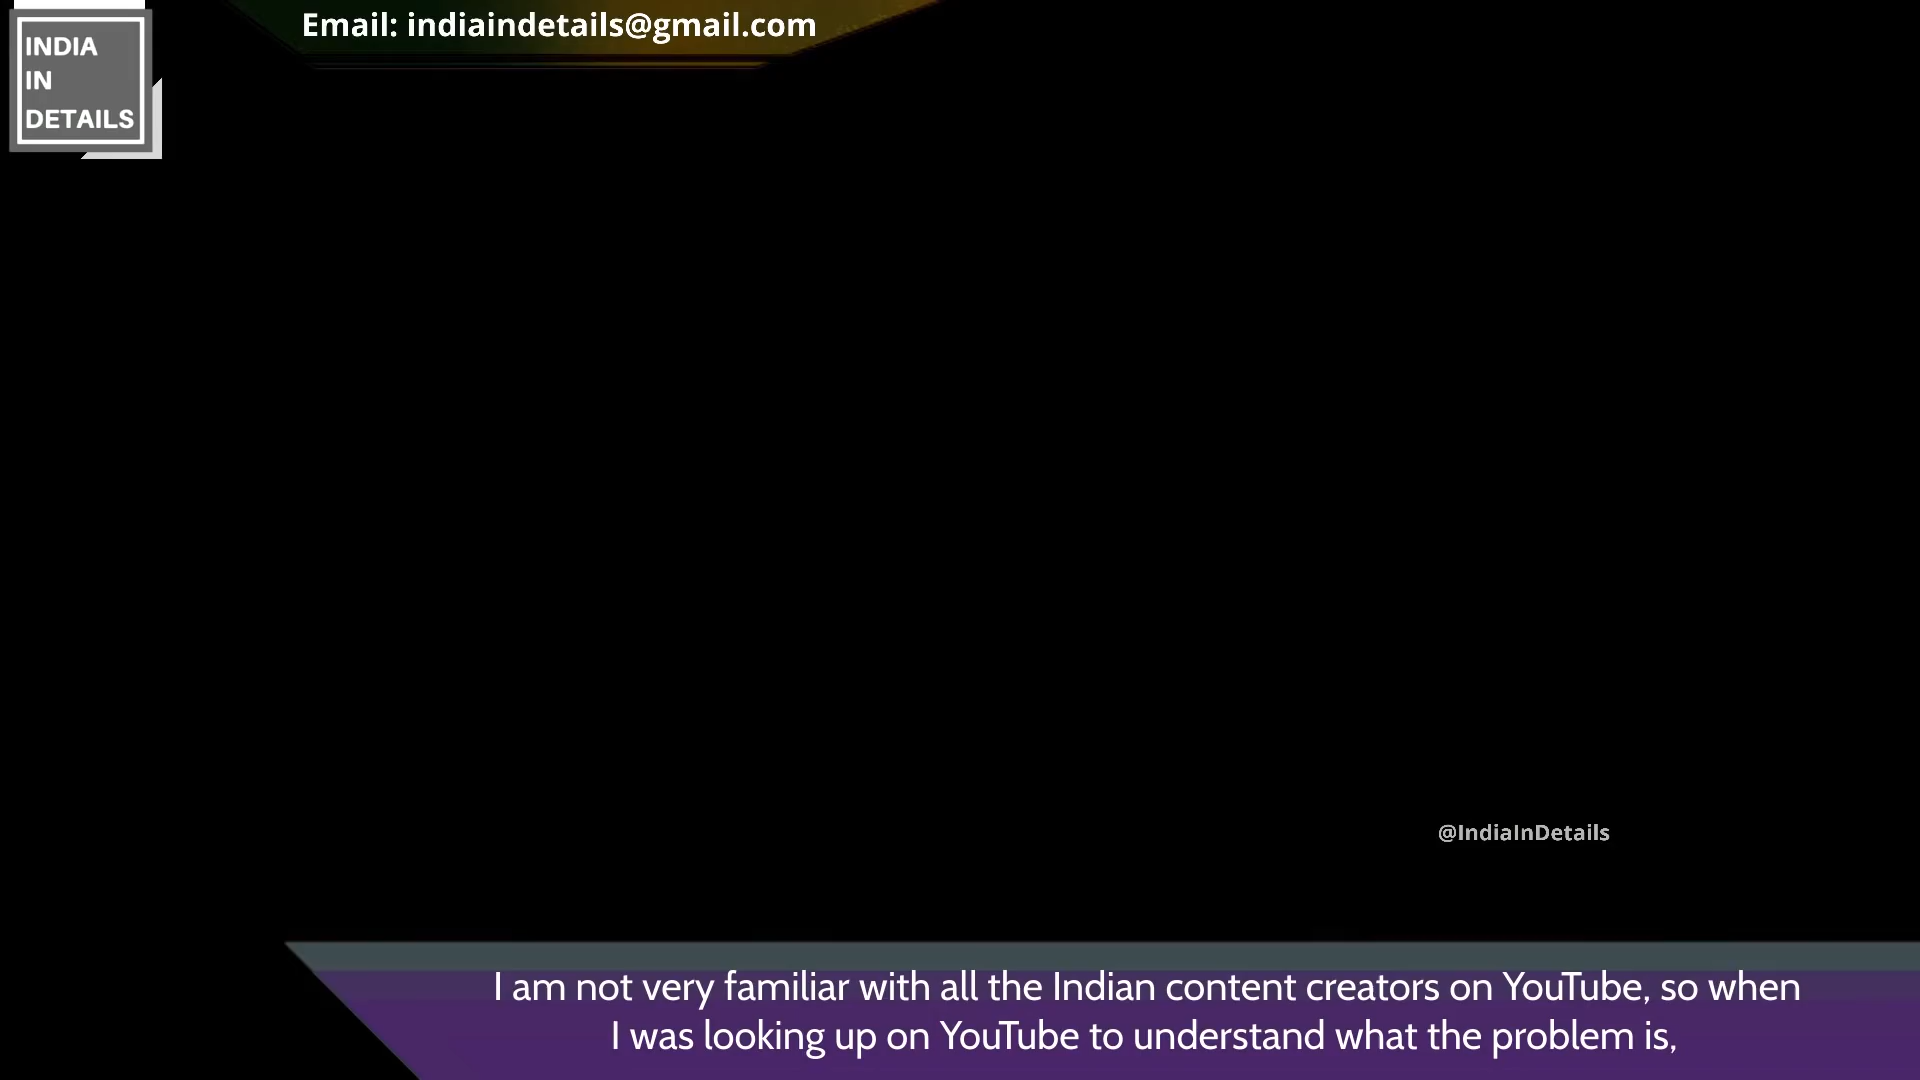 Email: indiaindetails@gmail.com
INDIA
IN
DETAILS
@IndiaInDetails
I am not very familiar with all the Indian content creators on YouTube, so when
I was looking up on YouTube to understand what the problem is,